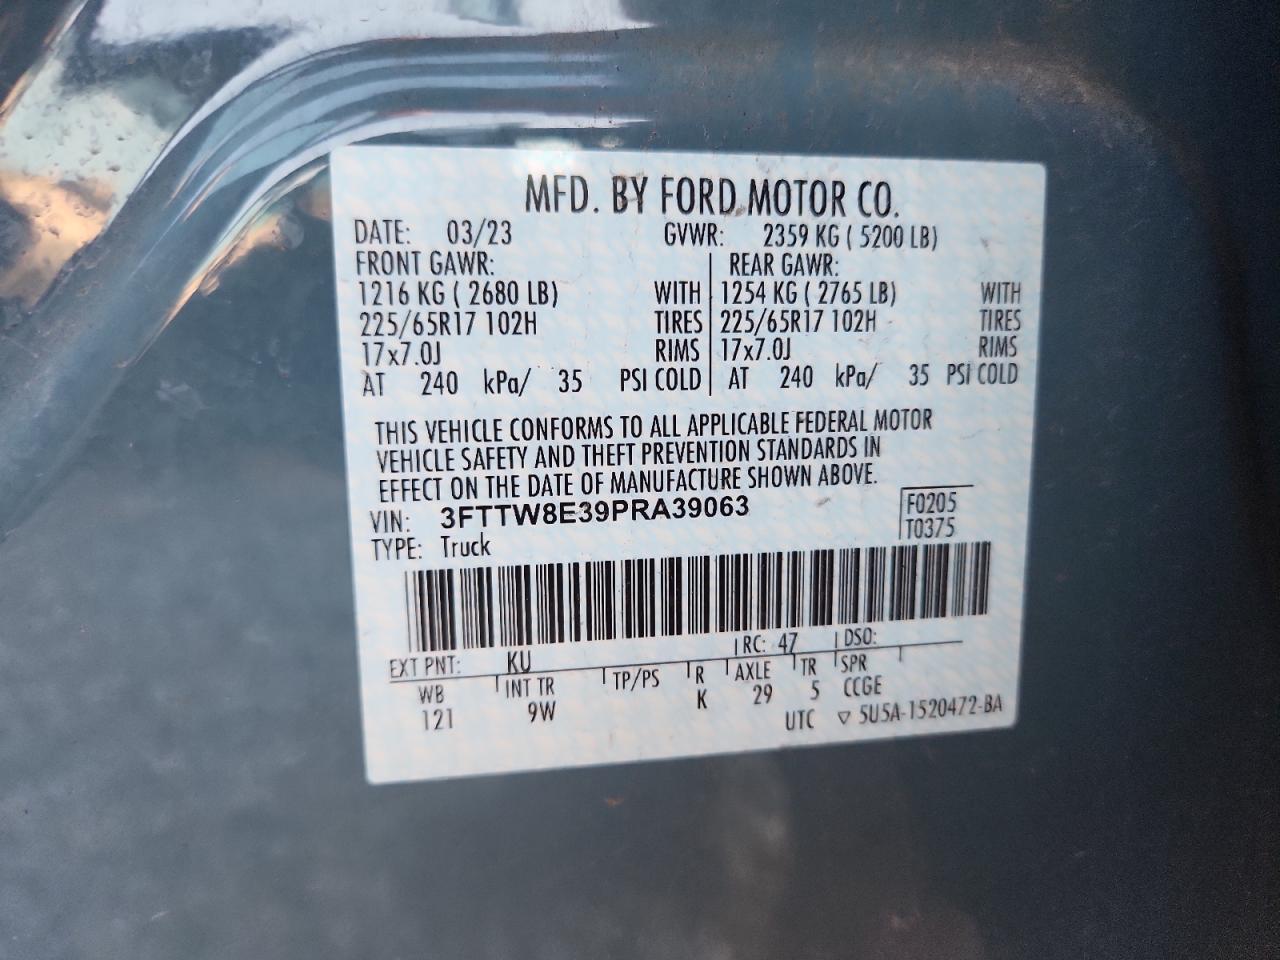 MFD. BY FORD MOTOR CO.
DATE: 03/23 GVWR: 2359 KG ( 5200 LB)
FRONT GAWR: REAR GAWR:
1216 KG ( 2680 LB) WITH 1254 KG ( 2765 LB) WITH
225/65R17 102H TIRES 225/65R17 102H TIRES
17x7.0J RIMS 17x7.0J RIMS
AT 240 kPa/ 35 PSI COLD AT 240 kPa/ 35 PSI COLD
THIS VEHICLE CONFORMS TO ALL APPLICABLE FEDERAL MOTOR
VEHICLE SAFETY AND THEFT PREVENTION STANDARDS IN
EFFECT ON THE DATE OF MANUFACTURE SHOWN ABOVE.
VIN: 3FTTW8E39PRA39063 F0205
TYPE: Truck T0375
EXT PNT: KU RC: 47 DSO:
WB INT TR TP/PS R AXLE TR SPR
121 9W K 29 5 CCGE
UTC ▽ 5U5A-1520472-BA